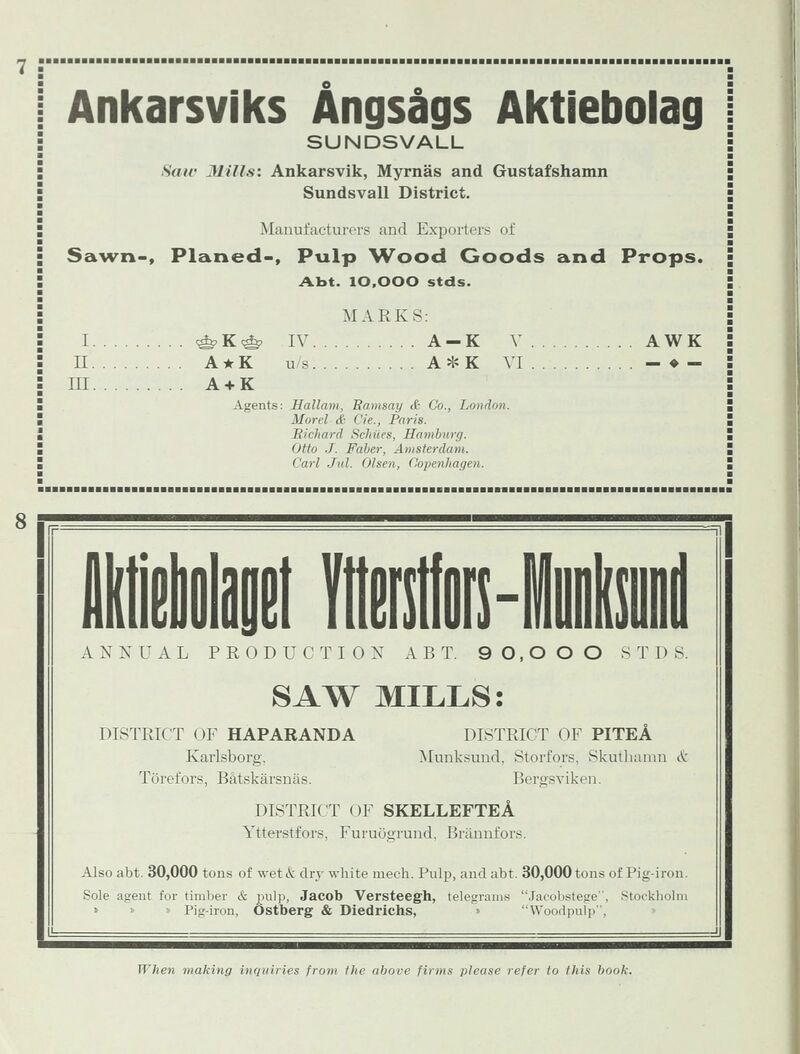 7
Ankarsviks Ångsågs Aktiebolag
SUNDSVALL
Saw Mills: Ankarsvik, Myrnäs and Gustafshamn
Sundsvall District.
Manufacturers and Exporters of
Sawn-, Planed-, Pulp Wood Goods and Props.
Abt. 10,000 stds.
MARKS:
I. . . . . . . . . . K IV. . . . . . . . . . A — K V . . . . . . . . . . A W K
II. . . . . . . . . . A ★ K u/s. . . . . . . . . . A ✻ K VI . . . . . . . . . . — ♦ —
III. . . . . . . . . . A + K
Agents: Hallam, Ramsay & Co., London.
Morel & Cie., Paris.
Richard Schües, Hamburg.
Otto J. Faber, Amsterdam.
Carl Jul. Olsen, Copenhagen.
8
Aktiebolaget Ytterstfors-Munksund
ANNUAL PRODUCTION ABT. 90,000 STDS.
SAW MILLS:
DISTRICT OF HAPARANDA DISTRICT OF PITEÅ
Karlsborg, Munksund, Storfors, Skuthamn &
Törefors, Båtskärsnäs. Bergsviken.
DISTRICT OF SKELLEFTEÅ
Ytterstfors, Furuögrund, Brännfors.
Also abt. 30,000 tons of wet & dry white mech. Pulp, and abt. 30,000 tons of Pig-iron.
Sole agent for timber & pulp, Jacob Versteegh, telegrams "Jacobstege", Stockholm
» » » Pig-iron, Östberg & Diedrichs, » "Woodpulp", »
When making inquiries from the above firms please refer to this book.